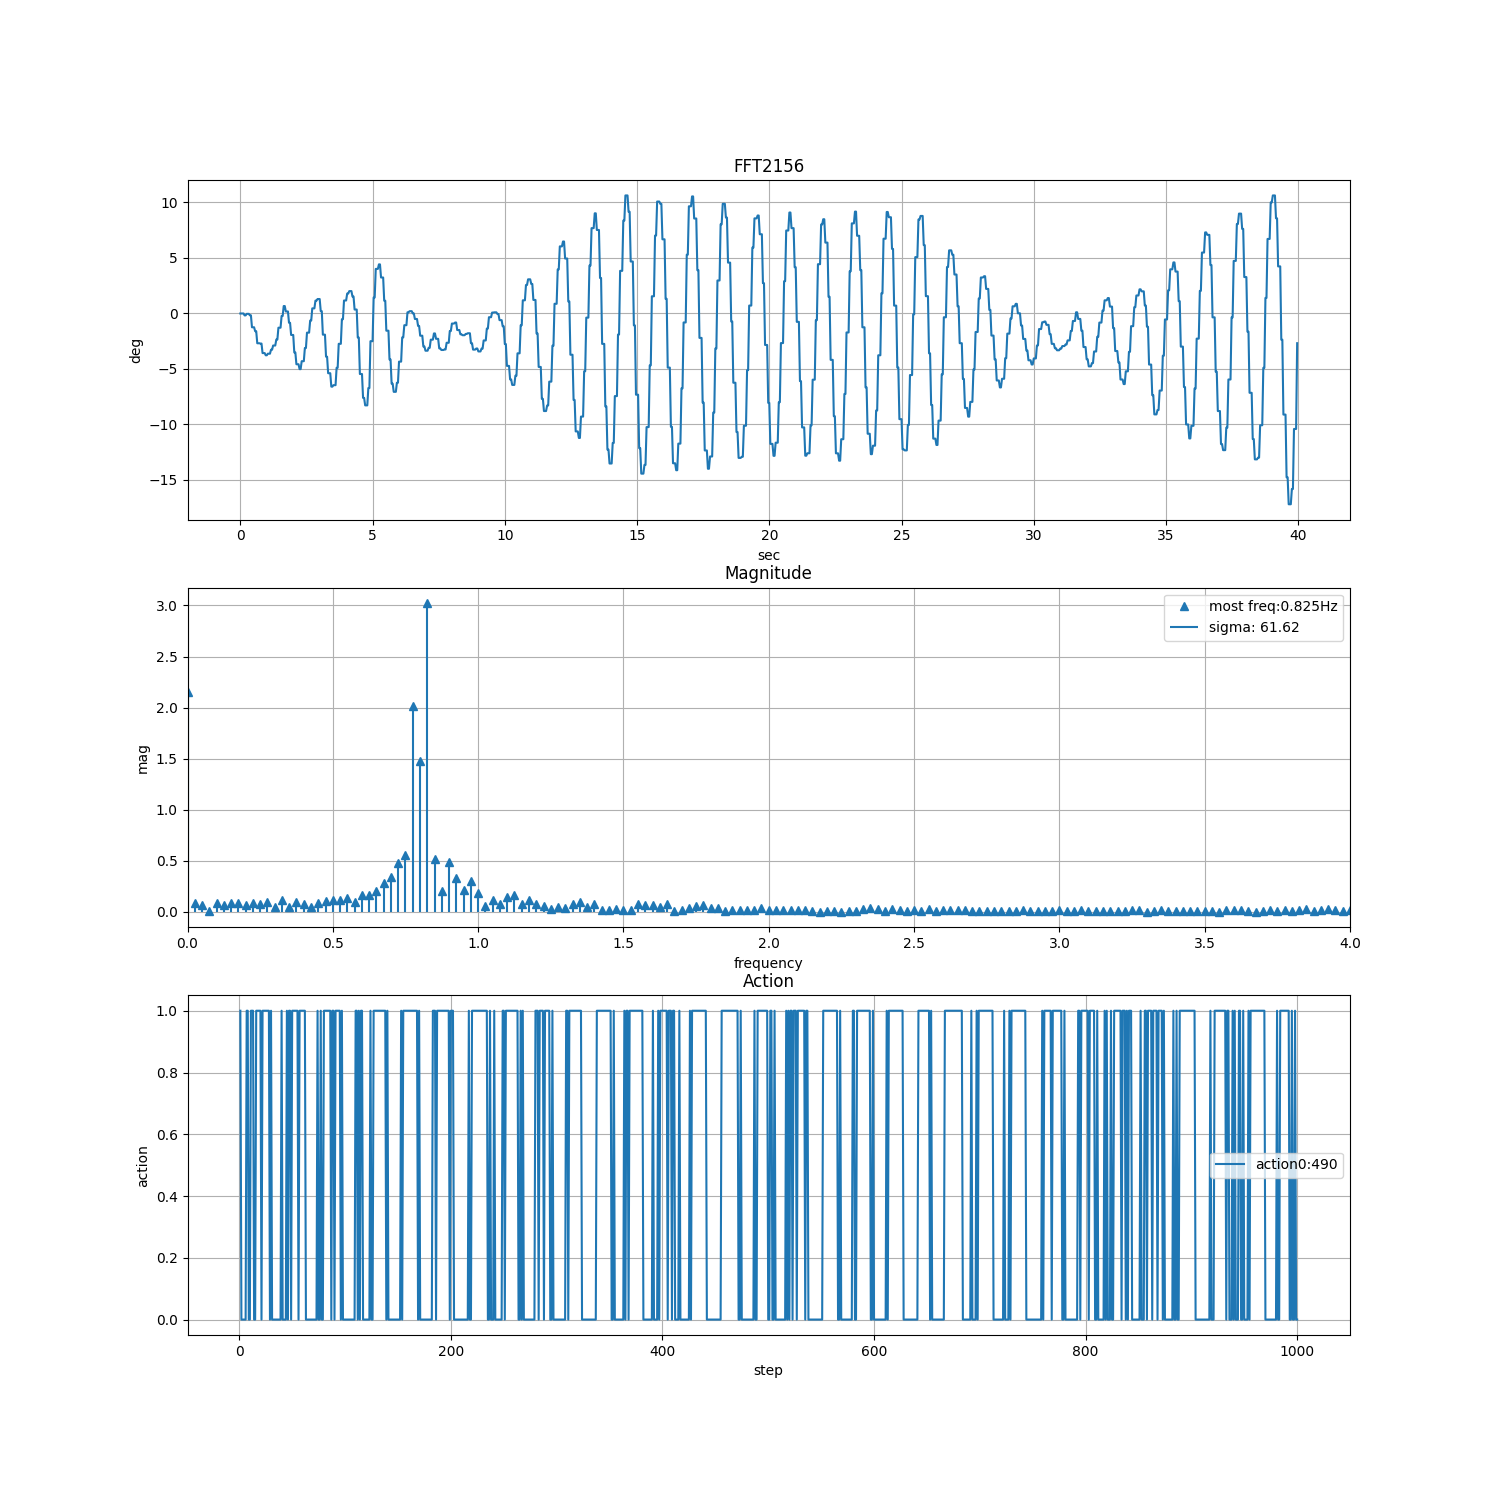 FFT2156
10
5
0
−5
−10
−15
deg
0 5 10 15 20 25 30 35 40
sec
Magnitude
most freq:0.825Hz
sigma: 61.62
3.0
2.5
2.0
1.5
1.0
0.5
0.0
mag
0.0 0.5 1.0 1.5 2.0 2.5 3.0 3.5 4.0
frequency
Action
1.0
0.8
0.6
0.4
0.2
0.0
action
action0:490
0 200 400 600 800 1000
step